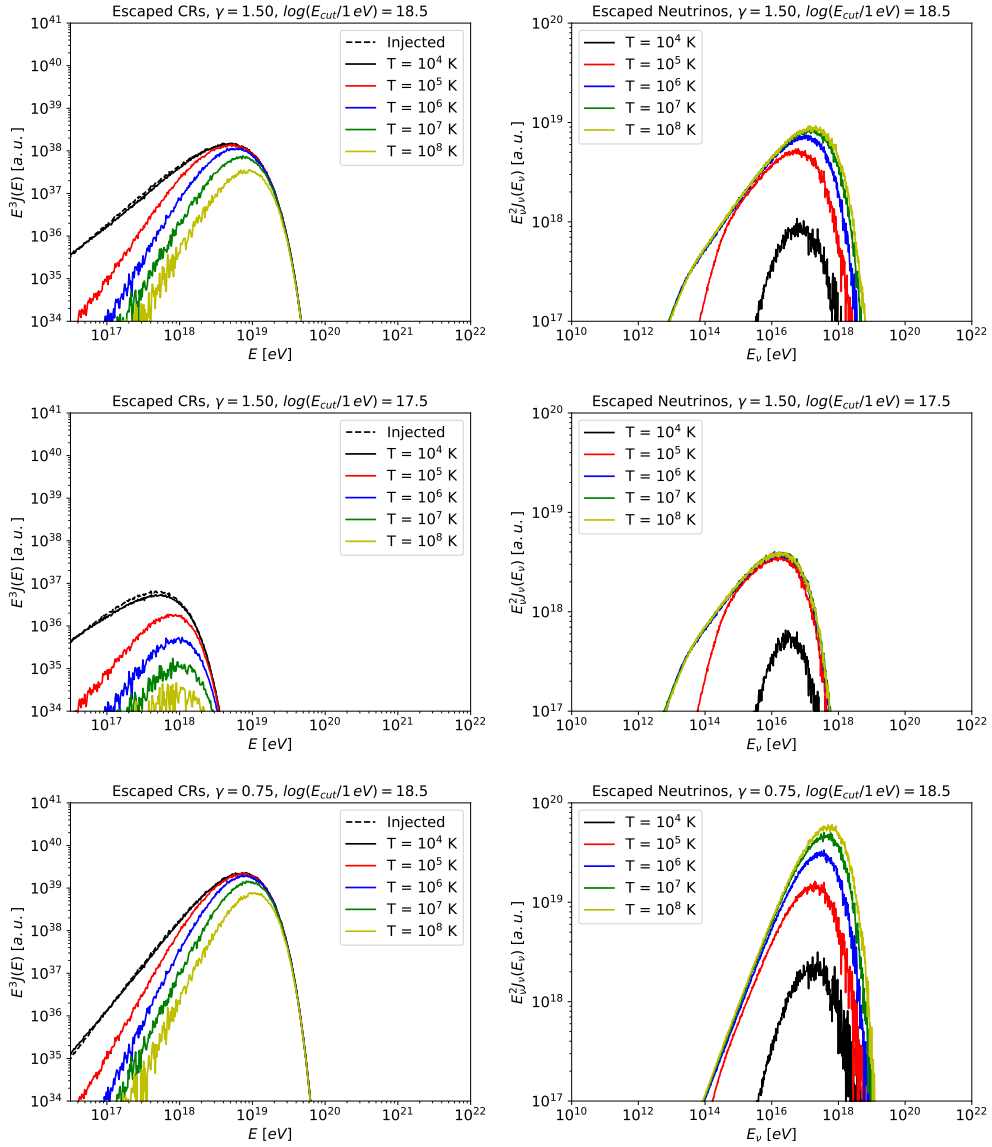 Escaped CRs, γ = 1.50, log(E_cut/1 eV) = 18.5
10^41
10^40
10^39
10^38
10^37
10^36
10^35
10^34
E^3J(E) [a.u.]
Injected
T = 10^4 K
T = 10^5 K
T = 10^6 K
T = 10^7 K
T = 10^8 K
10^17 10^18 10^19 10^20 10^21 10^22
E [eV]
Escaped Neutrinos, γ = 1.50, log(E_cut/1 eV) = 18.5
10^20
10^19
10^18
10^17
E_ν^2J_ν(E_ν) [a.u.]
T = 10^4 K
T = 10^5 K
T = 10^6 K
T = 10^7 K
T = 10^8 K
10^10 10^12 10^14 10^16 10^18 10^20 10^22
E_ν [eV]
Escaped CRs, γ = 1.50, log(E_cut/1 eV) = 17.5
10^41
10^40
10^39
10^38
10^37
10^36
10^35
10^34
E^3J(E) [a.u.]
Injected
T = 10^4 K
T = 10^5 K
T = 10^6 K
T = 10^7 K
T = 10^8 K
10^17 10^18 10^19 10^20 10^21 10^22
E [eV]
Escaped Neutrinos, γ = 1.50, log(E_cut/1 eV) = 17.5
10^20
10^19
10^18
10^17
E_ν^2J_ν(E_ν) [a.u.]
T = 10^4 K
T = 10^5 K
T = 10^6 K
T = 10^7 K
T = 10^8 K
10^10 10^12 10^14 10^16 10^18 10^20 10^22
E_ν [eV]
Escaped CRs, γ = 0.75, log(E_cut/1 eV) = 18.5
10^41
10^40
10^39
10^38
10^37
10^36
10^35
10^34
E^3J(E) [a.u.]
Injected
T = 10^4 K
T = 10^5 K
T = 10^6 K
T = 10^7 K
T = 10^8 K
10^17 10^18 10^19 10^20 10^21 10^22
E [eV]
Escaped Neutrinos, γ = 0.75, log(E_cut/1 eV) = 18.5
10^20
10^19
10^18
10^17
E_ν^2J_ν(E_ν) [a.u.]
T = 10^4 K
T = 10^5 K
T = 10^6 K
T = 10^7 K
T = 10^8 K
10^10 10^12 10^14 10^16 10^18 10^20 10^22
E_ν [eV]